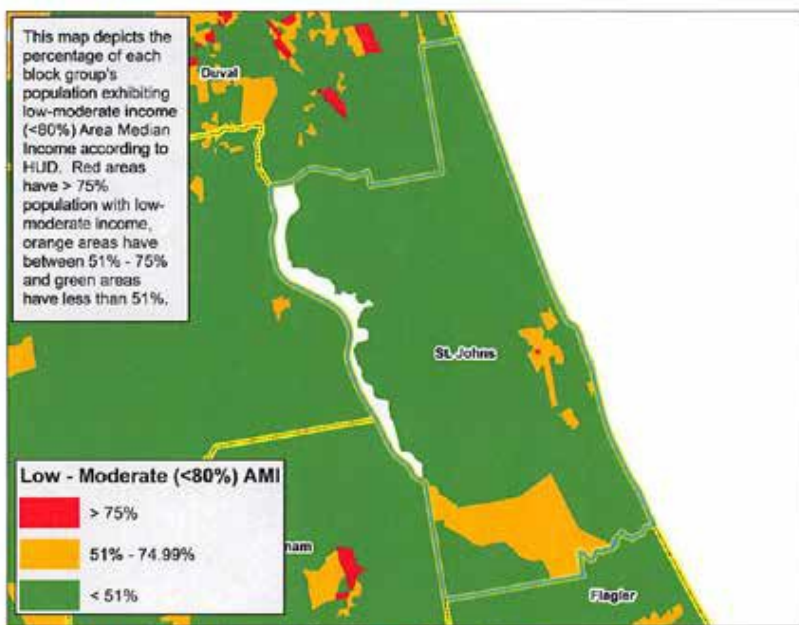 This map depicts the
percentage of each
block group's
population exhibiting
low-moderate income
(<80%) Area Median
Income according to
HUD. Red areas
have > 75%
population with low-
moderate income,
orange areas have
between 51% - 75%
and green areas
have less than 51%.
Duval
St. Johns
Low - Moderate (<80%) AMI
> 75%
51% - 74.99%
< 51%
nam
Flagler